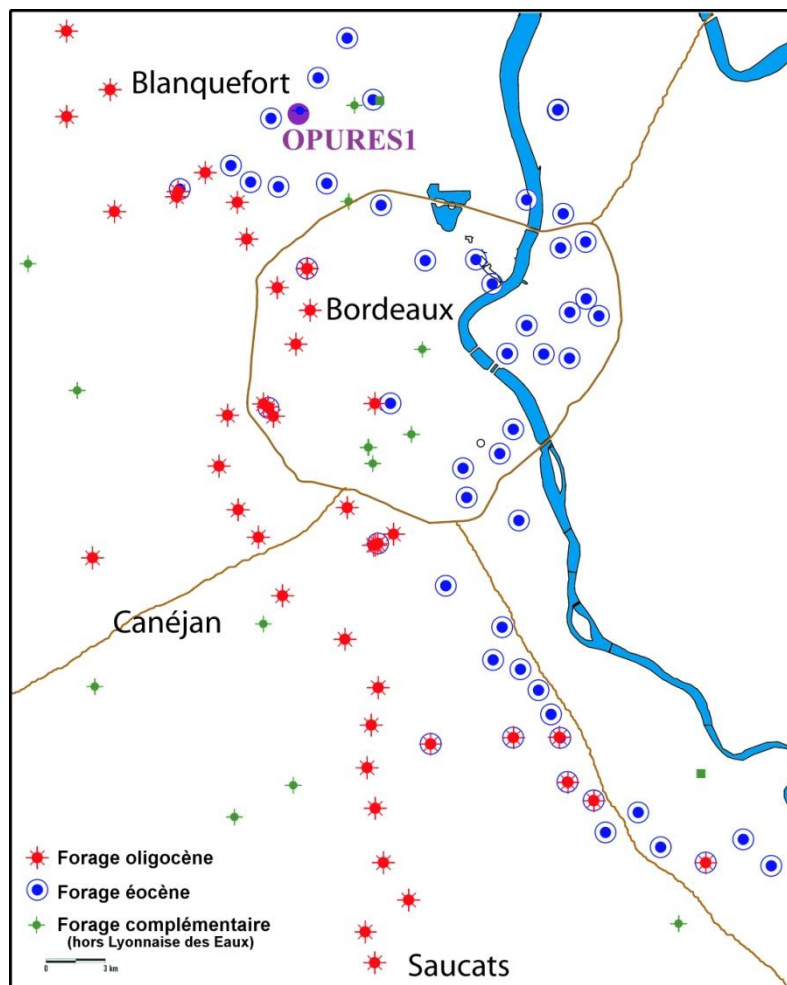 Blanquefort
OPURES1
Bordeaux
Canéjan
Forage oligocène
Forage éocène
Forage complémentaire
(hors Lyonnaise des Eaux)
0 3 km
Saucats